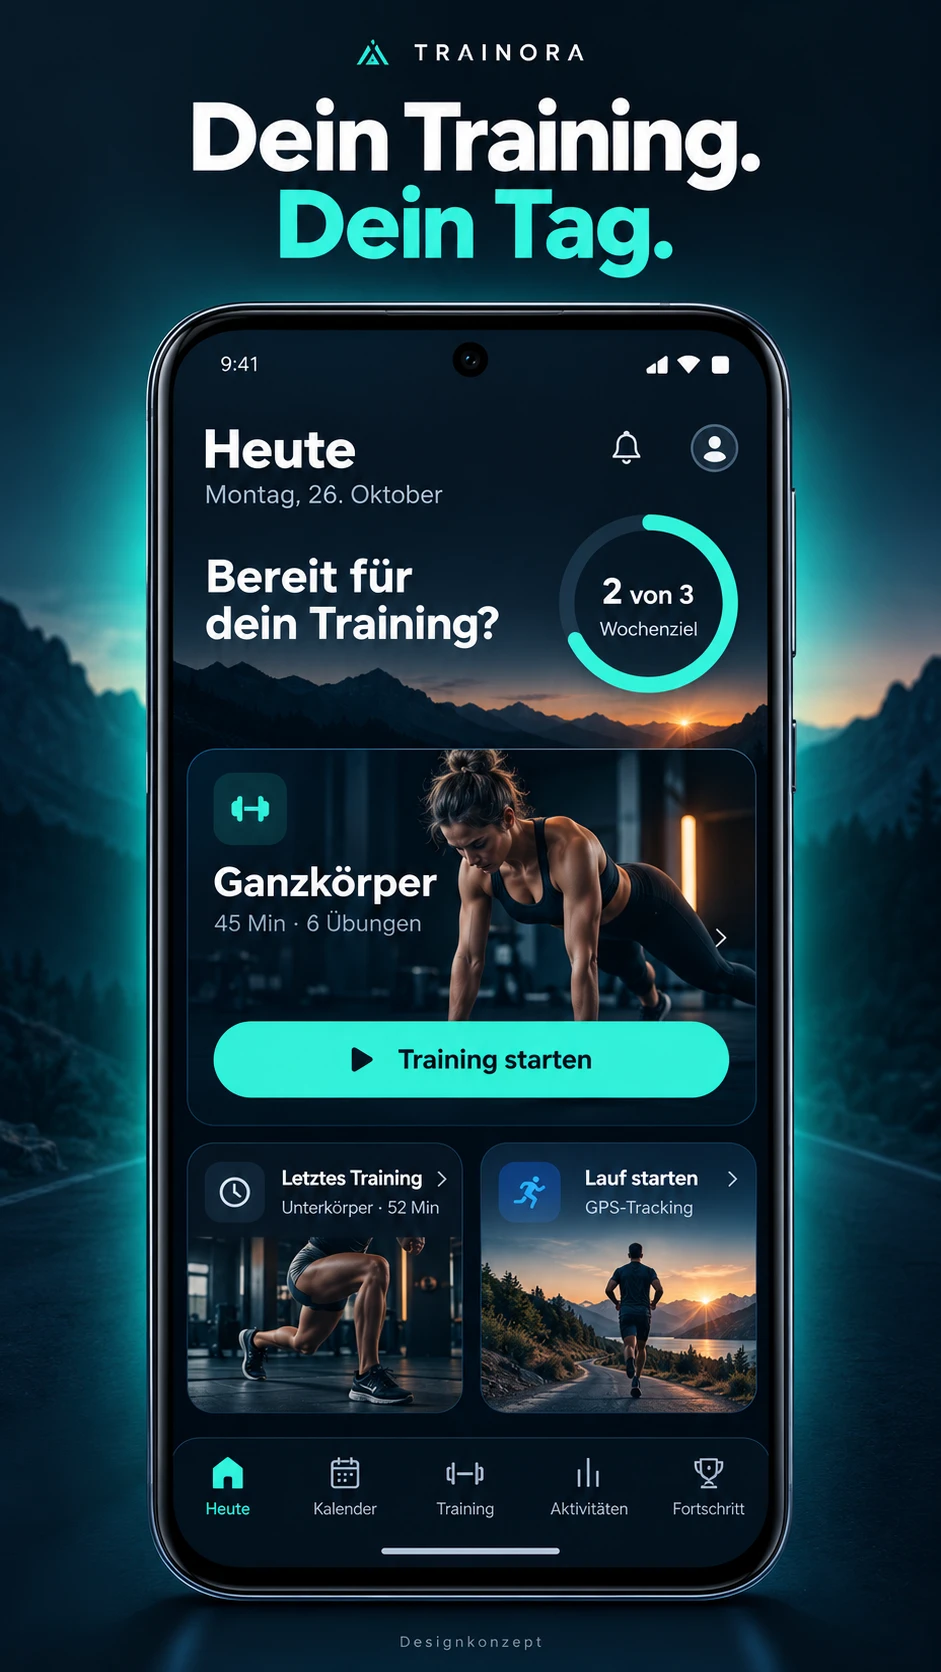 TRAINORA
Dein Training.
Dein Tag.
9:41
Heute
Montag, 26. Oktober
Bereit für
dein Training?
2 von 3
Wochenziel
Ganzkörper
45 Min · 6 Übungen
Training starten
Letztes Training
Unterkörper · 52 Min
Lauf starten
GPS-Tracking
Heute
Kalender
Training
Aktivitäten
Fortschritt
Designkonzept